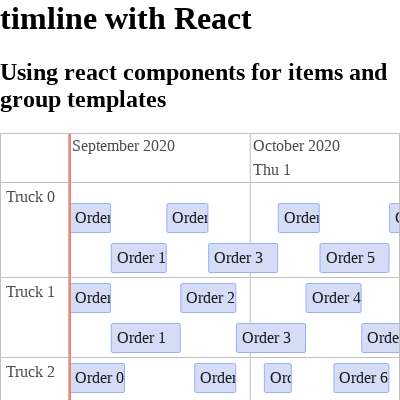 timline with React
Using react components for items and
group templates
September 2020 October 2020
Thu 1
Truck 0
Order Order Order
Order 1 Order 3 Order 5
Truck 1
Order Order 2 Order 4
Order 1 Order 3 Orde
Truck 2
Order 0 Order Ord Order 6